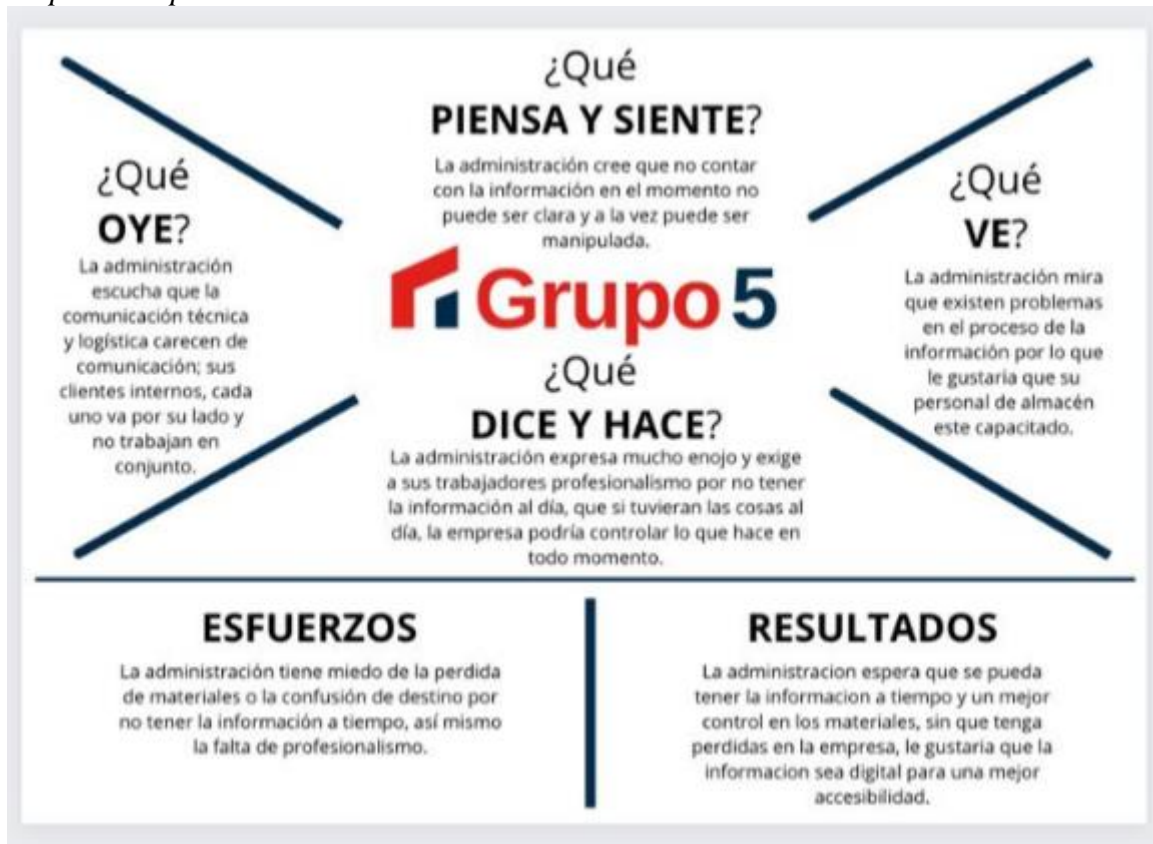 ¿Qué
PIENSA Y SIENTE?
La administración cree que no contar
con la información en el momento no
puede ser clara y a la vez puede ser
manipulada.
¿Qué
OYE?
La administración
escucha que la
comunicación técnica
y logística carecen de
comunicación; sus
clientes internos, cada
uno va por su lado y
no trabajan en
conjunto.
Grupo 5
¿Qué
VE?
La administración mira
que existen problemas
en el proceso de la
información por lo que
le gustaria que su
personal de almacén
este capacitado.
¿Qué
DICE Y HACE?
La administración expresa mucho enojo y exige
a sus trabajadores profesionalismo por no tener
la información al día, que si tuvieran las cosas al
día, la empresa podría controlar lo que hace en
todo momento.
ESFUERZOS
La administración tiene miedo de la perdida
de materiales o la confusión de destino por
no tener la información a tiempo, así mismo
la falta de profesionalismo.
RESULTADOS
La administracion espera que se pueda
tener la informacion a tiempo y un mejor
control en los materiales, sin que tenga
perdidas en la empresa, le gustaria que la
informacion sea digital para una mejor
accesibilidad.